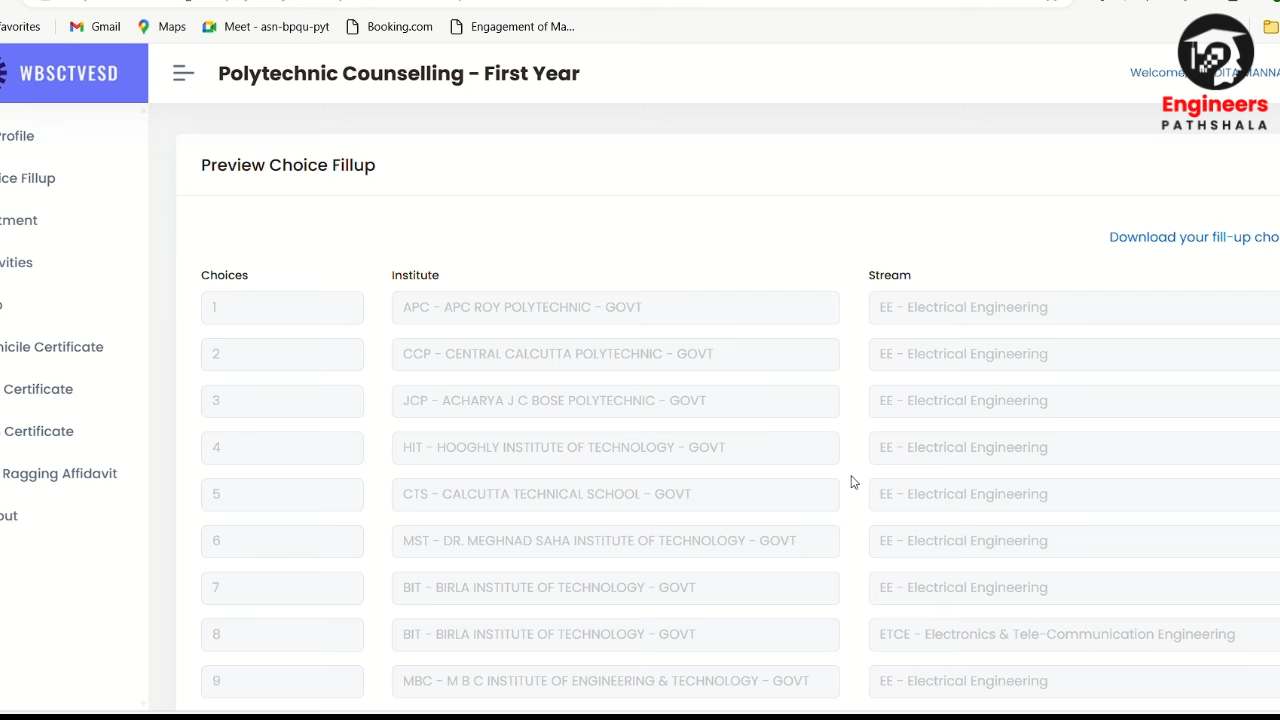 favorites Gmail Maps Meet - asn-bpqu-pyt Booking.com Engagement of Ma...
WBSCTVESD
Polytechnic Counselling - First Year
Welcome,
MANNA
Engineers
PATHSHALA
Profile
ice Fillup
tment
vities
icile Certificate
Certificate
Certificate
Ragging Affidavit
out
Preview Choice Fillup
Download your fill-up cho
Choices Institute Stream
1 APC - APC ROY POLYTECHNIC - GOVT EE - Electrical Engineering
2 CCP - CENTRAL CALCUTTA POLYTECHNIC - GOVT EE - Electrical Engineering
3 JCP - ACHARYA J C BOSE POLYTECHNIC - GOVT EE - Electrical Engineering
4 HIT - HOOGHLY INSTITUTE OF TECHNOLOGY - GOVT EE - Electrical Engineering
5 CTS - CALCUTTA TECHNICAL SCHOOL - GOVT EE - Electrical Engineering
6 MST - DR. MEGHNAD SAHA INSTITUTE OF TECHNOLOGY - GOVT EE - Electrical Engineering
7 BIT - BIRLA INSTITUTE OF TECHNOLOGY - GOVT EE - Electrical Engineering
8 BIT - BIRLA INSTITUTE OF TECHNOLOGY - GOVT ETCE - Electronics & Tele-Communication Engineering
9 MBC - M B C INSTITUTE OF ENGINEERING & TECHNOLOGY - GOVT EE - Electrical Engineering